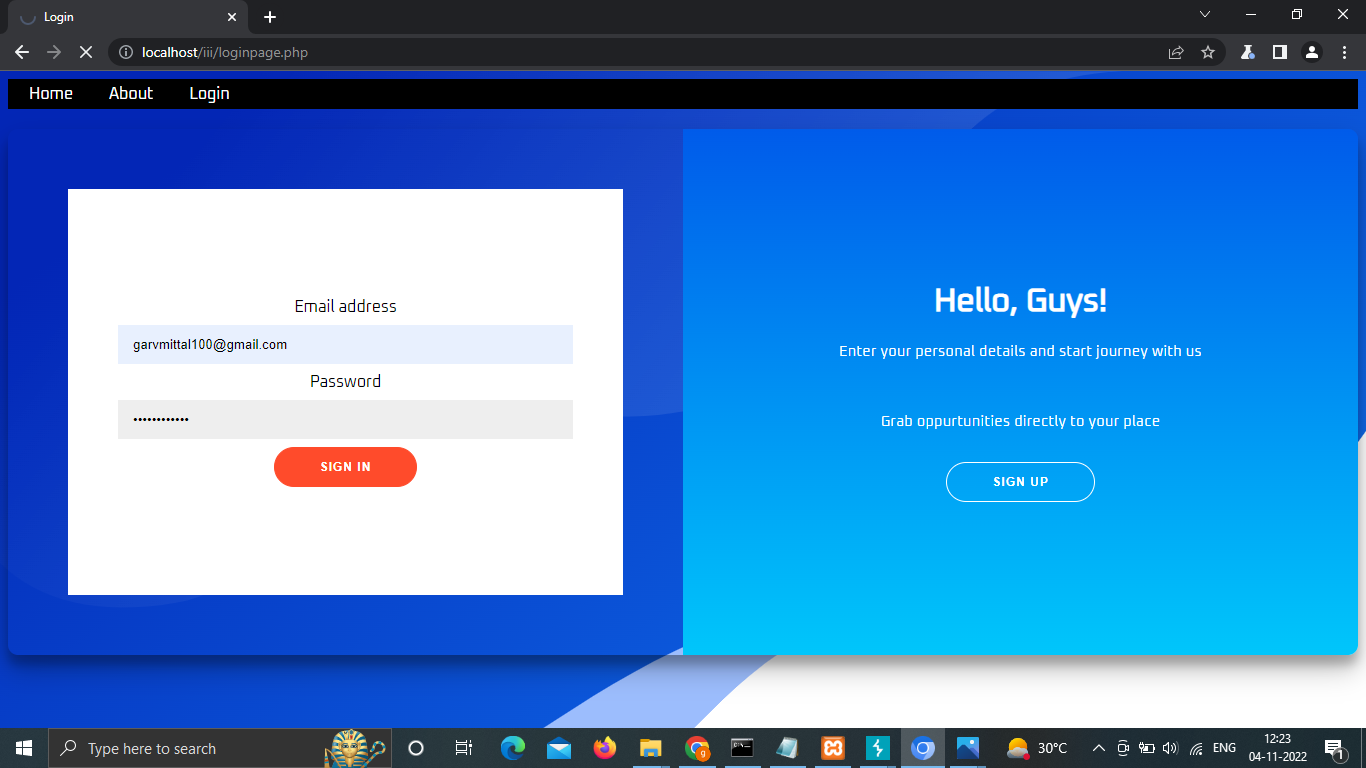 Login
localhost/iii/loginpage.php
Home About Login
Email address
garvmittal100@gmail.com
Password
••••••••••••
SIGN IN
Hello, Guys!
Enter your personal details and start journey with us
Grab oppurtunities directly to your place
SIGN UP
Type here to search
g
30°C
ENG
12:23
04-11-2022
1